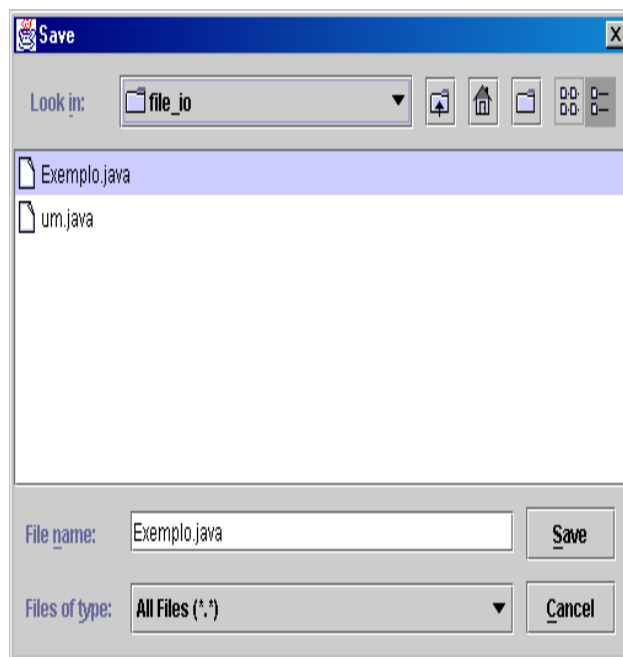 Save
Look in: file_io
Exemplo.java
um.java
File name: Exemplo.java Save
Files of type: All Files (*.*) Cancel